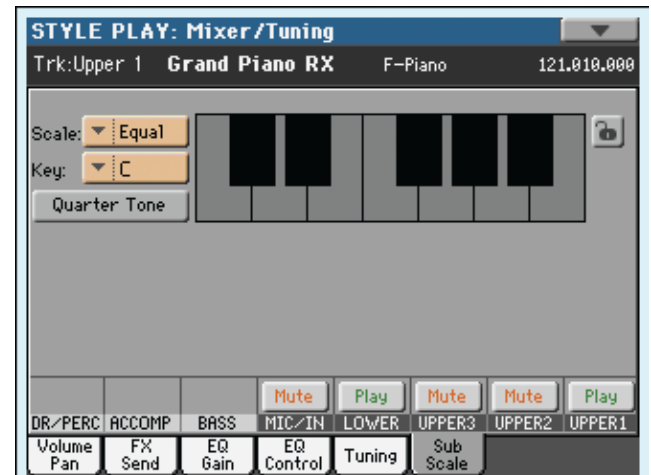 STYLE PLAY: Mixer/Tuning
Trk:Upper 1 Grand Piano RX F-Piano 121.010.000
Scale: Equal
Key: C
Quarter Tone
Mute Play Mute Mute Play
DR/PERC ACCOMP BASS MIC/IN LOWER UPPER3 UPPER2 UPPER1
Volume Pan FX Send EQ Gain EQ Control Tuning Sub Scale